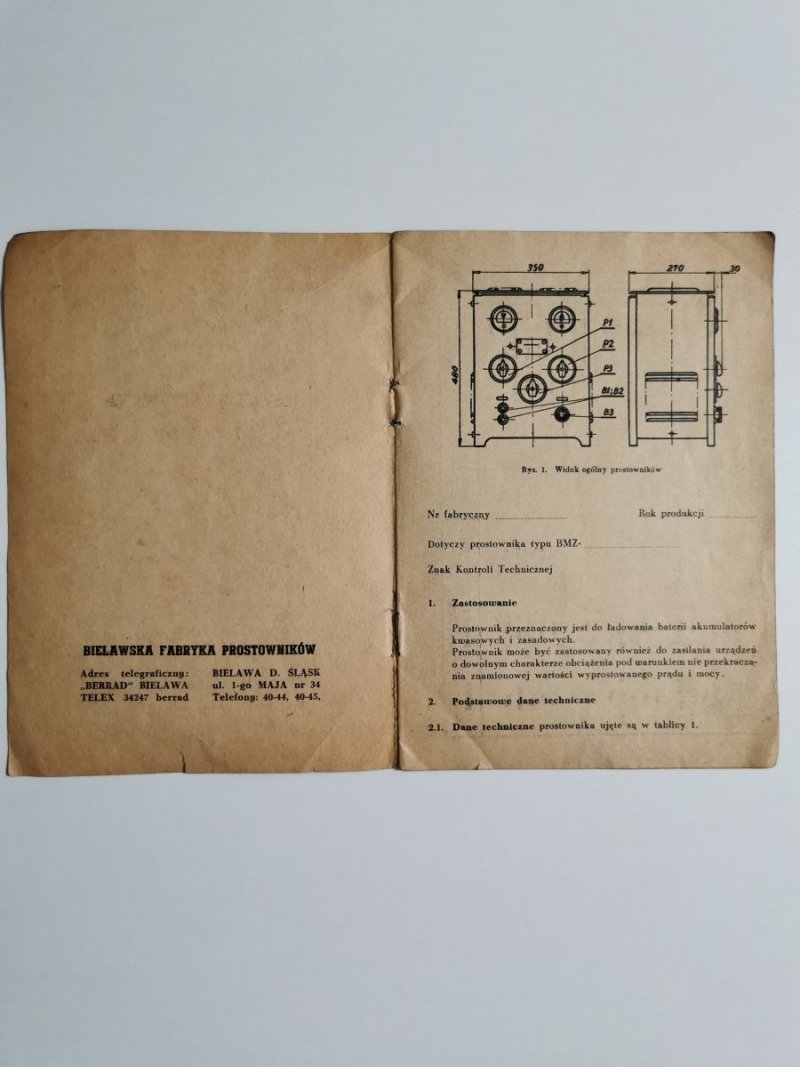 BIELAWSKA FABRYKA PROSTOWNIKÓW
Adres telegraficzny: BIELAWA D. ŚLĄSK
„BERRAD" BIELAWA ul. 1-go MAJA nr 34
TELEX 34247 berrad Telefony: 40-44, 40-45,
350
270
30
480
P1
P2
P3
B1;B2
B3
Rys. 1. Widok ogólny prostowników
Nr fabryczny Rok produkcji
Dotyczy prostownika typu BMZ-
Znak Kontroli Technicznej
1. Zastosowanie
Prostownik przeznaczony jest do ładowania baterii akumulatorów
kwasowych i zasadowych.
Prostownik może być zastosowany również do zasilania urządzeń
o dowolnym charakterze obciążenia pod warunkiem nie przekracza-
nia znamionowej wartości wyprostowanego prądu i mocy.
2. Podstawowe dane techniczne
2.1. Dane techniczne prostownika ujęte są w tablicy 1.